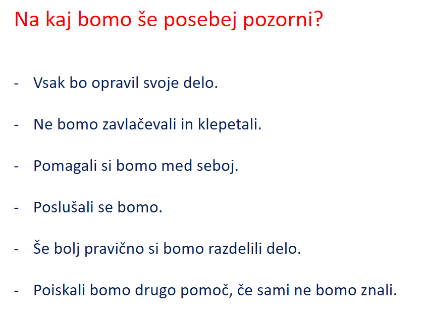 Na kaj bomo še posebej pozorni?
- Vsak bo opravil svoje delo.
- Ne bomo zavlačevali in klepetali.
- Pomagali si bomo med seboj.
- Poslušali se bomo.
- Še bolj pravično si bomo razdelili delo.
- Poiskali bomo drugo pomoč, če sami ne bomo znali.